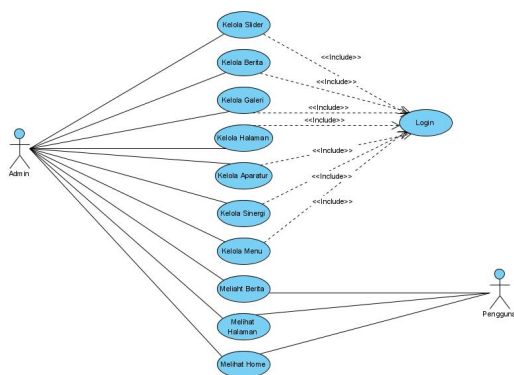 Kelola Slider
<<Include>>
Kelola Berita
<<Include>>
Kelola Galeri
<<Include>>
<<Include>>
Login
Kelola Halaman
Admin
<<Include>>
Kelola Aparatur
<<Include>>
Kelola Sinergi
<<Include>>
Kelola Menu
Meliaht Berita
Pengguna
Melihat
Halaman
Melihat Home